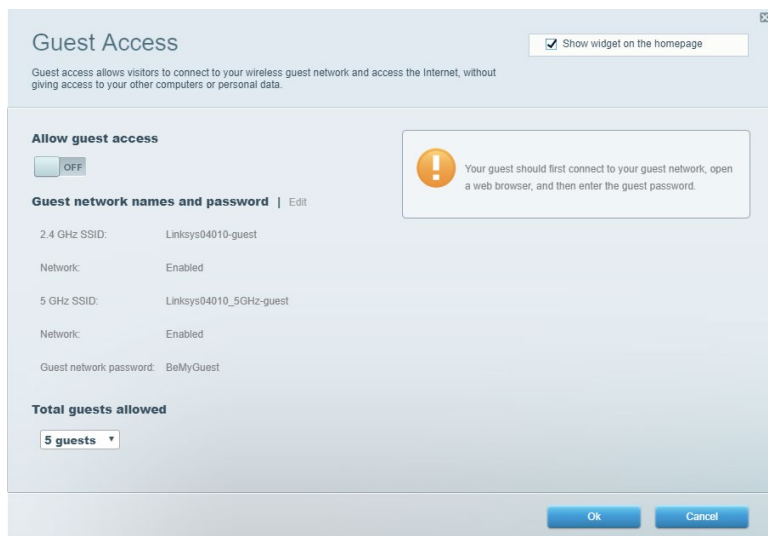 Guest Access
Show widget on the homepage
Guest access allows visitors to connect to your wireless guest network and access the Internet, without
giving access to your other computers or personal data.
Allow guest access
OFF
Your guest should first connect to your guest network, open
a web browser, and then enter the guest password.
Guest network names and password | Edit
2.4 GHz SSID: Linksys04010-guest
Network: Enabled
5 GHz SSID: Linksys04010_5GHz-guest
Network: Enabled
Guest network password: BeMyGuest
Total guests allowed
5 guests
Ok Cancel